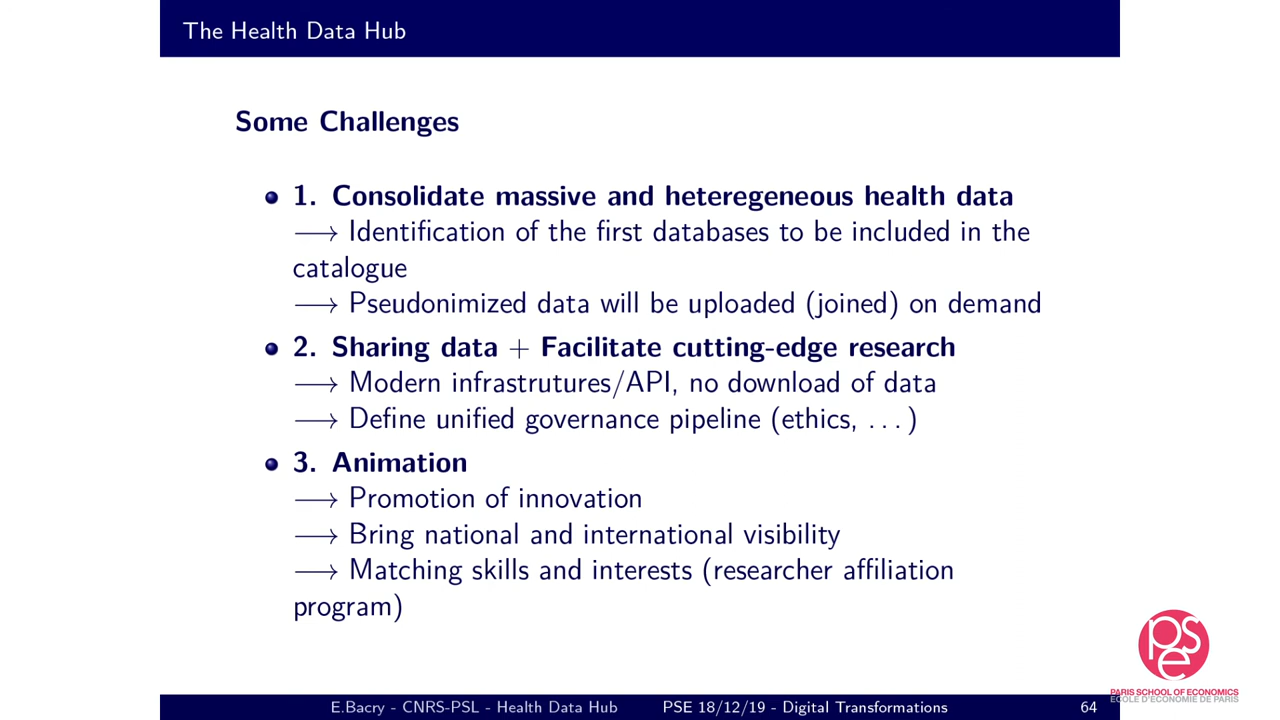 The Health Data Hub
Some Challenges
1. Consolidate massive and heteregeneous health data
⟶ Identification of the first databases to be included in the
catalogue
⟶ Pseudonimized data will be uploaded (joined) on demand
2. Sharing data + Facilitate cutting-edge research
⟶ Modern infrastrutures/API, no download of data
⟶ Define unified governance pipeline (ethics, ...)
3. Animation
⟶ Promotion of innovation
⟶ Bring national and international visibility
⟶ Matching skills and interests (researcher affiliation
program)
pse
PARIS SCHOOL OF ECONOMICS
ECOLE D'ECONOMIE DE PARIS
E.Bacry - CNRS-PSL - Health Data Hub PSE 18/12/19 - Digital Transformations 64